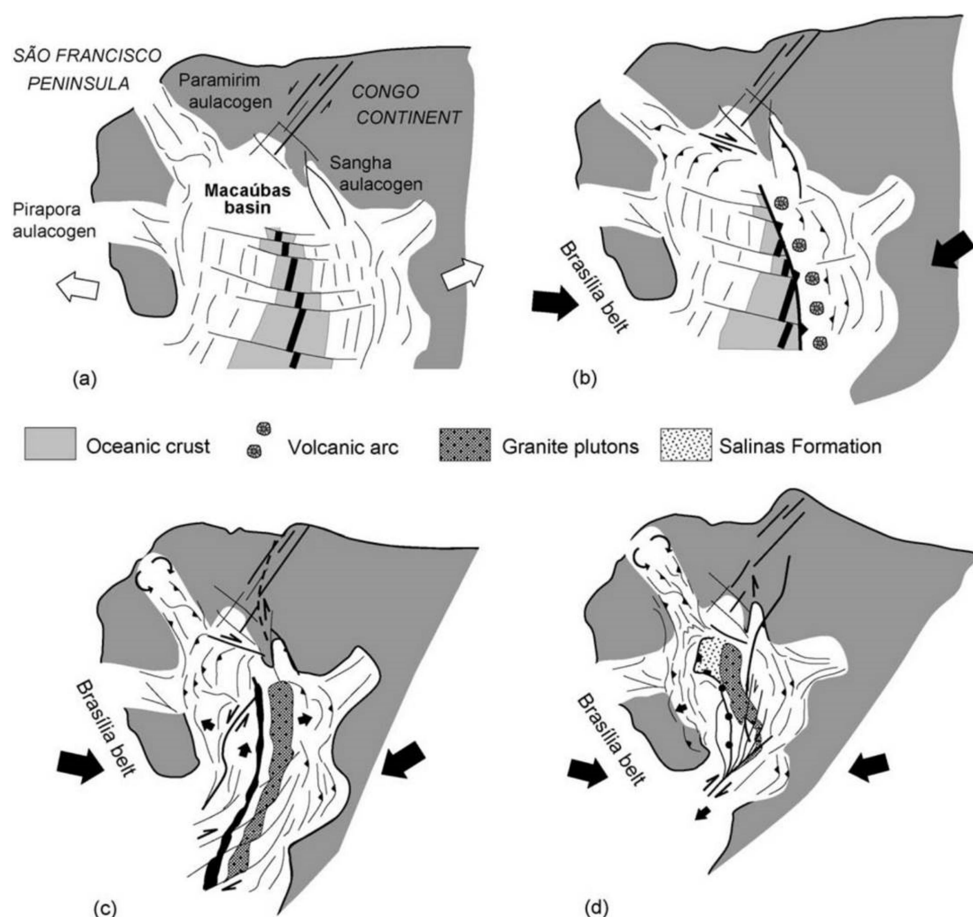 SÃO FRANCISCO
PENINSULA
Paramirim
aulacogen
CONGO
CONTINENT
Sangha
aulacogen
Macaúbas
basin
Pirapora
aulacogen
(a)
Brasília belt
(b)
Oceanic crust
Volcanic arc
Granite plutons
Salinas Formation
Brasília belt
(c)
Brasília belt
(d)